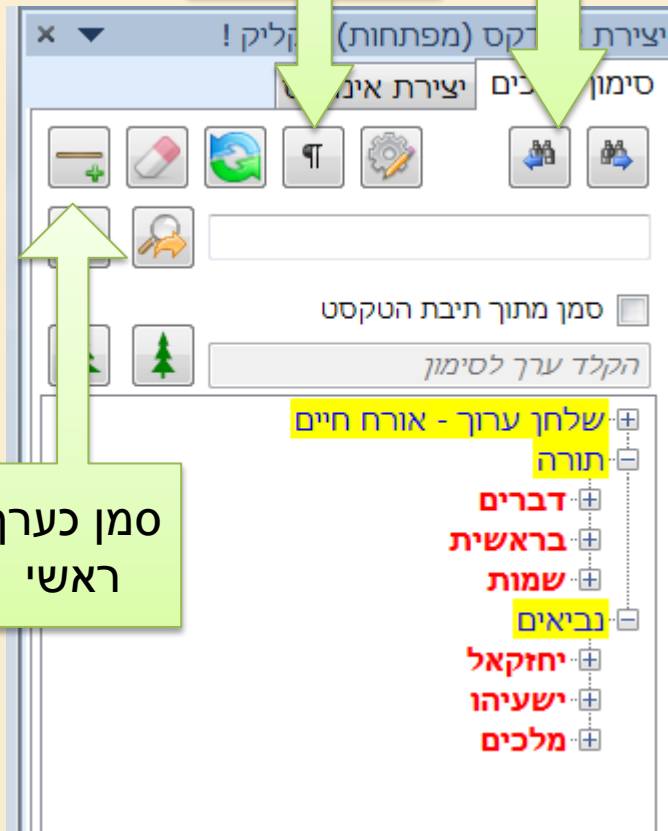 יצירת (מפתחות) קליק !
סימון יצירת
¶
סמן מתוך תיבת הטקסט
הקלד ערך לסימון
שלחן ערוך - אורח חיים
תורה
דברים
בראשית
שמות
נביאים
יחזקאל
ישעיהו
מלכים
סמן כערך
ראשי